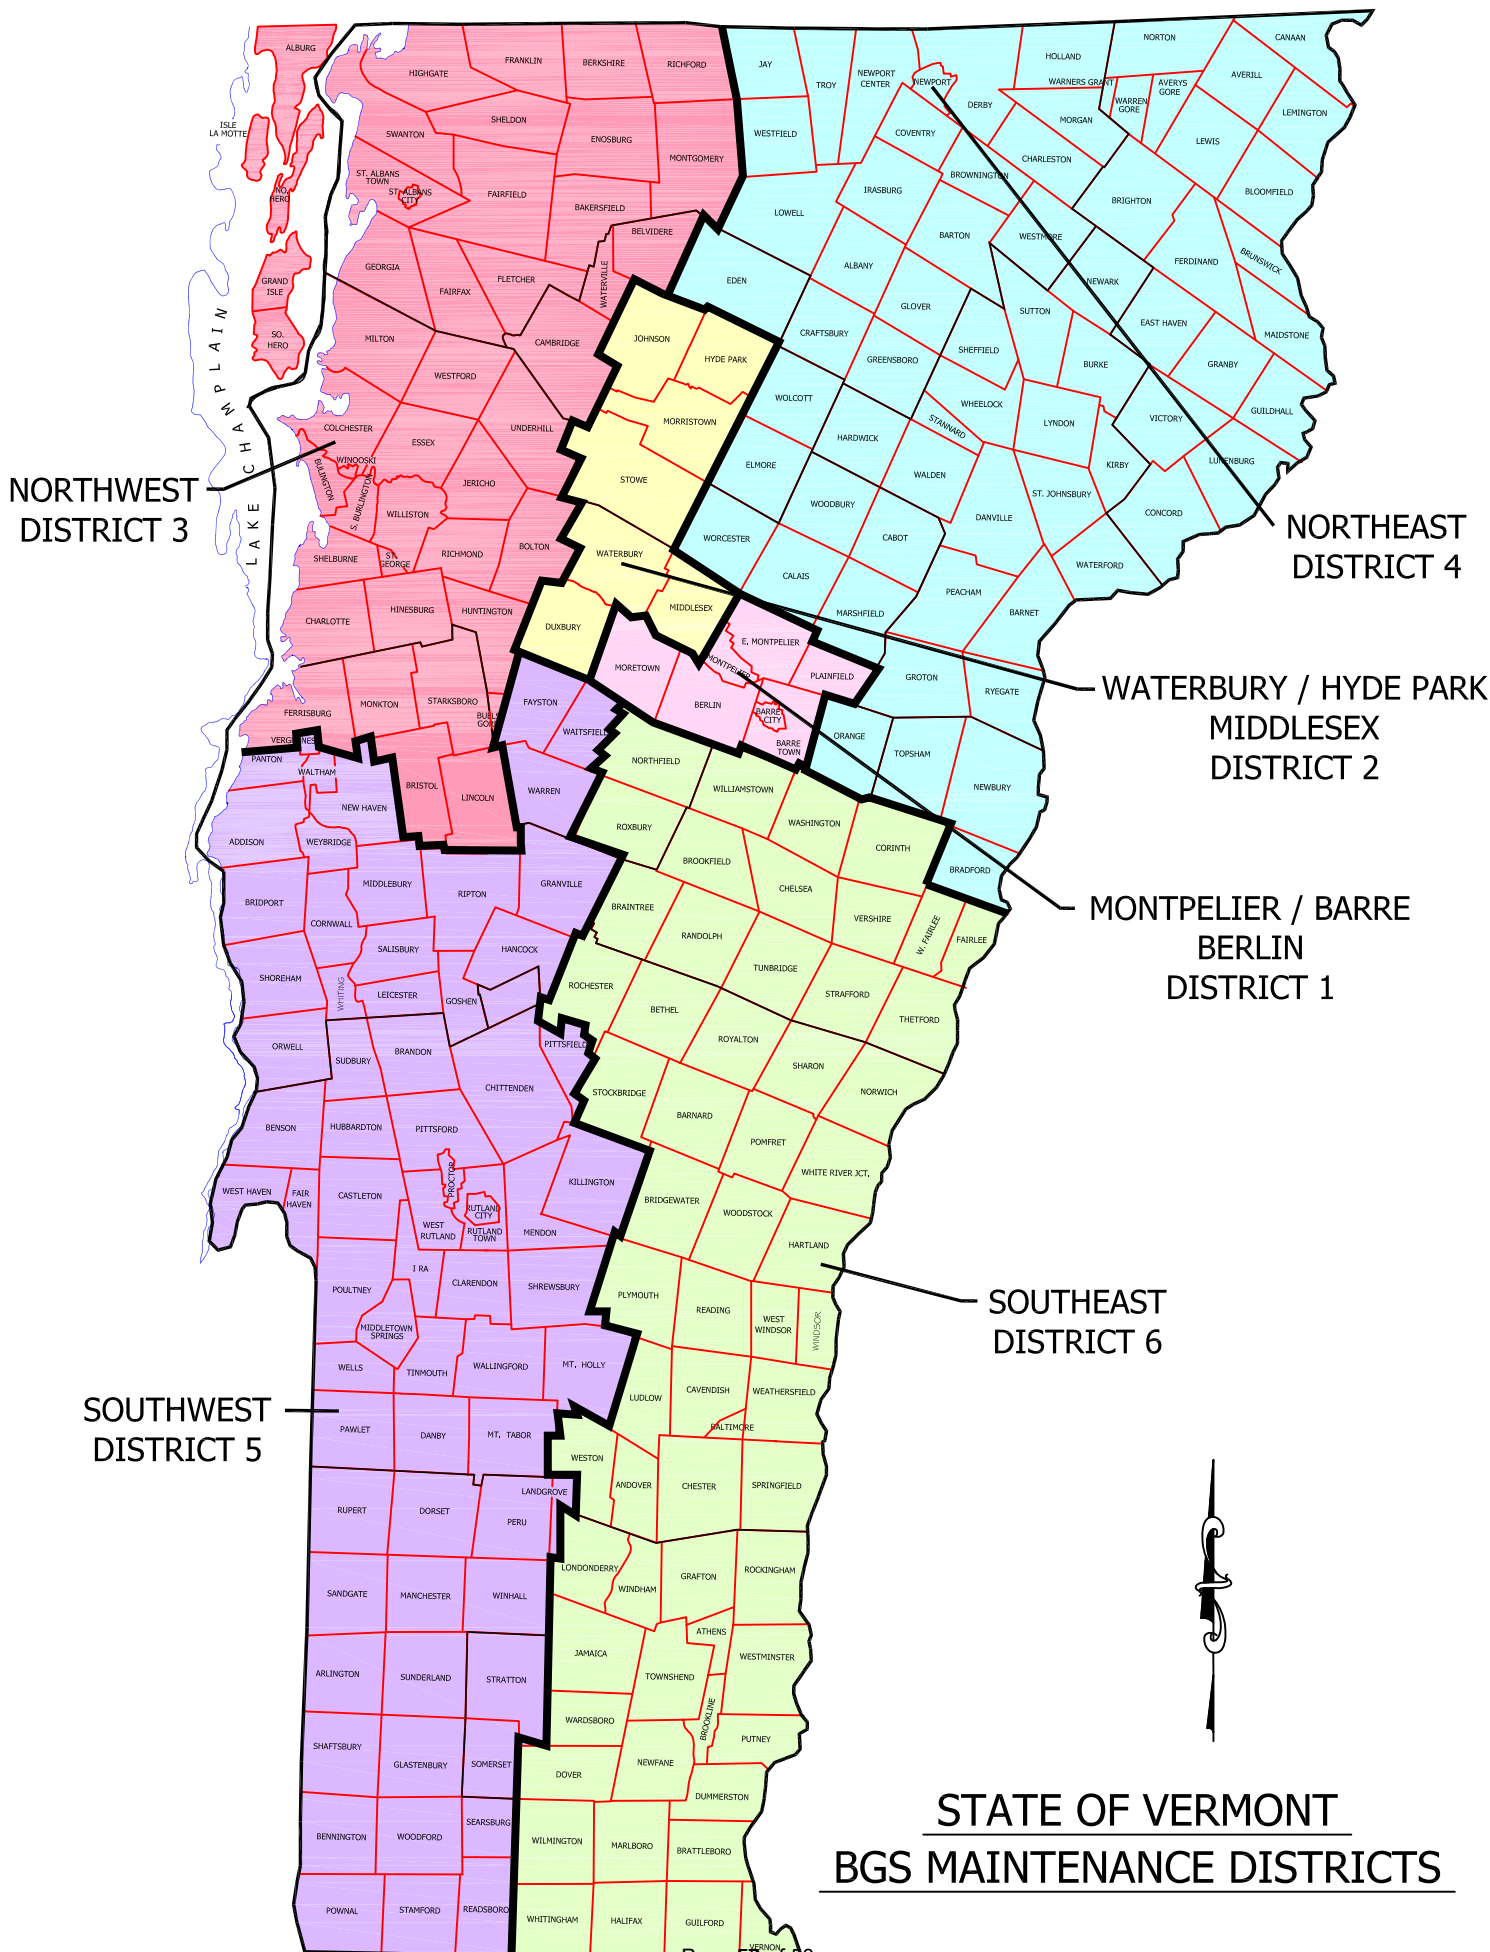 ALBURG
HIGHGATE
FRANKLIN
BERKSHIRE
RICHFORD
JAY
TROY
NEWPORT
CENTER
NEWPORT
DERBY
HOLLAND
WARNERS GRANT
NORTON
WARREN
GORE
AVERYS
GORE
AVERILL
CANAAN
LEMINGTON
ISLE
LA MOTTE
SWANTON
SHELDON
ENOSBURG
MONTGOMERY
WESTFIELD
COVENTRY
MORGAN
CHARLESTON
LEWIS
BLOOMFIELD
ST. ALBANS
TOWN
ST. ALBANS
CITY
NO.
HERO
FAIRFIELD
BAKERSFIELD
BELVIDERE
LOWELL
IRASBURG
BROWNINGTON
BARTON
WESTMORE
BRIGHTON
FERDINAND
BRUNSWICK
GEORGIA
FAIRFAX
FLETCHER
WATERVILLE
EDEN
ALBANY
GLOVER
SUTTON
NEWARK
EAST HAVEN
MAIDSTONE
GRAND
ISLE
SO.
HERO
MILTON
WESTFORD
CAMBRIDGE
JOHNSON
HYDE PARK
CRAFTSBURY
GREENSBORO
SHEFFIELD
BURKE
GRANBY
GUILDHALL
LAKE CHAMPLAIN
COLCHESTER
WINOOSKI
BULINGTON
S. BURLINGTON
ESSEX
UNDERHILL
MORRISTOWN
WOLCOTT
HARDWICK
STANNARD
WHEELOCK
LYNDON
VICTORY
LUNENBURG
NORTHWEST
DISTRICT 3
JERICHO
STOWE
ELMORE
WOODBURY
WALDEN
ST. JOHNSBURY
KIRBY
CONCORD
NORTHEAST
DISTRICT 4
WILLISTON
SHELBURNE
ST.
GEORGE
RICHMOND
BOLTON
WATERBURY
WORCESTER
CALAIS
CABOT
DANVILLE
WATERFORD
CHARLOTTE
HINESBURG
HUNTINGTON
DUXBURY
MIDDLESEX
MARSHFIELD
PEACHAM
BARNET
MORETOWN
MONTPELIER
E. MONTPELIER
PLAINFIELD
GROTON
RYEGATE
WATERBURY / HYDE PARK
MIDDLESEX
DISTRICT 2
FERRISBURG
MONKTON
STARKSBORO
BUELS
GORE
FAYSTON
WAITSFIELD
BERLIN
BARRE
CITY
BARRE
TOWN
ORANGE
TOPSHAM
NEWBURY
VERGENNES
PANTON
WALTHAM
NEW HAVEN
BRISTOL
LINCOLN
WARREN
NORTHFIELD
WILLIAMSTOWN
WASHINGTON
CORINTH
BRADFORD
ADDISON
WEYBRIDGE
ROXBURY
BROOKFIELD
CHELSEA
VERSHIRE
W. FAIRLEE
FAIRLEE
MONTPELIER / BARRE
BERLIN
DISTRICT 1
BRIDPORT
CORNWALL
MIDDLEBURY
RIPTON
GRANVILLE
BRAINTREE
RANDOLPH
TUNBRIDGE
STRAFFORD
THETFORD
SHOREHAM
WHITING
SALISBURY
LEICESTER
GOSHEN
HANCOCK
ROCHESTER
BETHEL
ROYALTON
SHARON
NORWICH
ORWELL
SUDBURY
BRANDON
CHITTENDEN
PITTSFIELD
STOCKBRIDGE
BARNARD
POMFRET
WHITE RIVER JCT.
BENSON
HUBBARDTON
PITTSFORD
WEST HAVEN
FAIR
HAVEN
CASTLETON
PROCTOR
RUTLAND
CITY
WEST
RUTLAND
RUTLAND
TOWN
MENDON
KILLINGTON
BRIDGEWATER
WOODSTOCK
HARTLAND
POULTNEY
I RA
CLARENDON
SHREWSBURY
PLYMOUTH
READING
WEST
WINDSOR
WINDSOR
SOUTHEAST
DISTRICT 6
MIDDLETOWN
SPRINGS
WELLS
TINMOUTH
WALLINGFORD
MT. HOLLY
LUDLOW
CAVENDISH
WEATHERSFIELD
BALTIMORE
SOUTHWEST
DISTRICT 5
PAWLET
DANBY
MT. TABOR
WESTON
ANDOVER
CHESTER
SPRINGFIELD
RUPERT
DORSET
LANDGROVE
PERU
LONDONDERRY
WINDHAM
GRAFTON
ROCKINGHAM
SANDGATE
MANCHESTER
WINHALL
JAMAICA
ATHENS
TOWNSHEND
WESTMINSTER
ARLINGTON
SUNDERLAND
STRATTON
WARDSBORO
BROOKLINE
PUTNEY
SHAFTSBURY
GLASTENBURY
SOMERSET
DOVER
NEWFANE
DUMMERSTON
BENNINGTON
WOODFORD
SEARSBURG
WILMINGTON
MARLBORO
BRATTLEBORO
POWNAL
STAMFORD
READSBORO
WHITINGHAM
HALIFAX
GUILFORD
VERNON
STATE OF VERMONT
BGS MAINTENANCE DISTRICTS